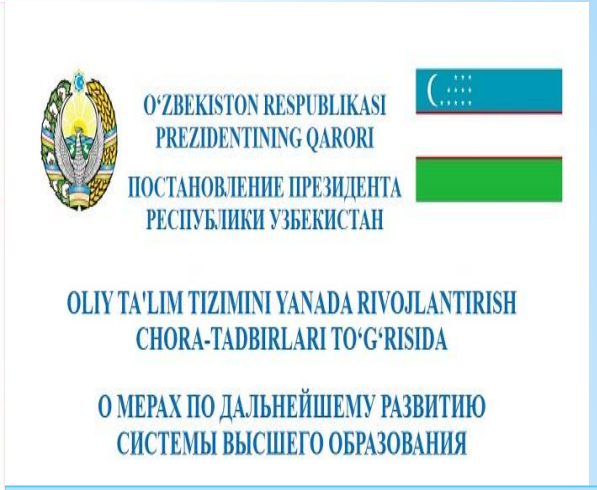 O‘ZBEKISTON RESPUBLIKASI
PREZIDENTINING QARORI
ПОСТАНОВЛЕНИЕ ПРЕЗИДЕНТА
РЕСПУБЛИКИ УЗБЕКИСТАН
OLIY TA'LIM TIZIMINI YANADA RIVOJLANTIRISH
CHORA-TADBIRLARI TO‘G‘RISIDA
О МЕРАХ ПО ДАЛЬНЕЙШЕМУ РАЗВИТИЮ
СИСТЕМЫ ВЫСШЕГО ОБРАЗОВАНИЯ